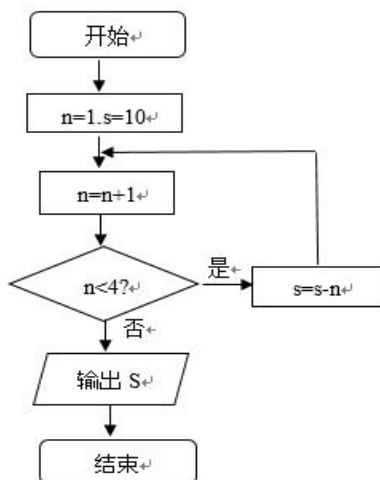 开始↵
n=1.s=10↵
n=n+1↵
n<4?↵
是↵
s=s-n↵
否↵
输出 S↵
结束↵